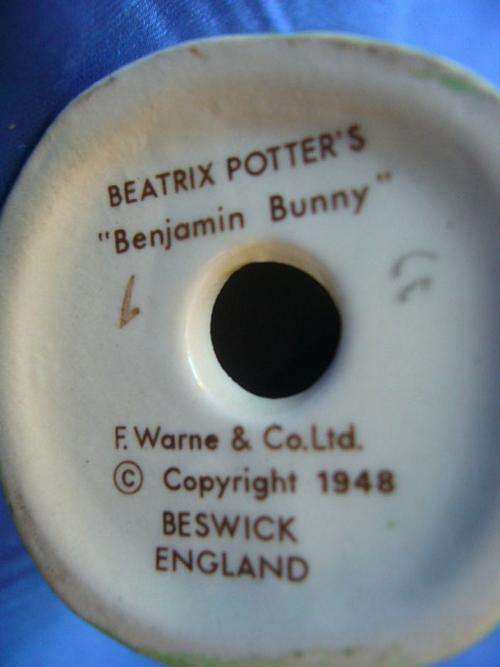 BEATRIX POTTER'S
"Benjamin Bunny"
F. Warne & Co.Ltd.
© Copyright 1948
BESWICK
ENGLAND